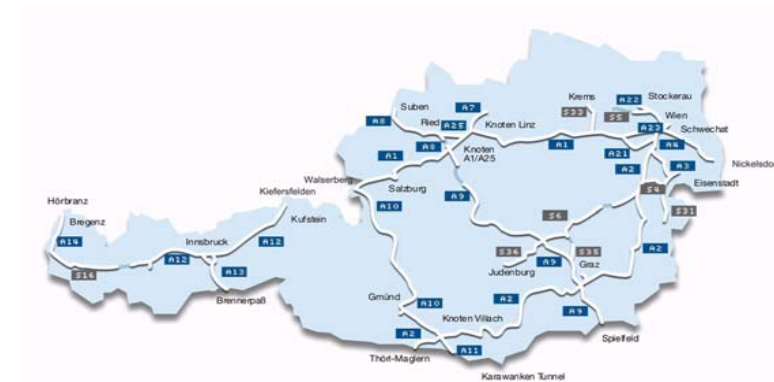 Krems
S33
A22
Stockerau
Suben
A7
S5
Wien
A8
Ried
A25
Knoten Linz
A23
Schwechat
A8
Knoten
A1/A25
A1
A21
A4
A1
A2
A3
Nickelsdo
Walserberg
Salzburg
A9
S4
Eisenstadt
Kiefersfelden
A10
S31
Hörbranz
Kufstein
S6
Bregenz
A14
Innsbruck
A12
S36
S35
A2
S16
A12
A13
Judenburg
A9
Graz
Brennerpaß
Gmünd
A10
A2
A9
Knoten Villach
A2
Spielfeld
Thörl-Maglern
A11
Karawanken Tunnel